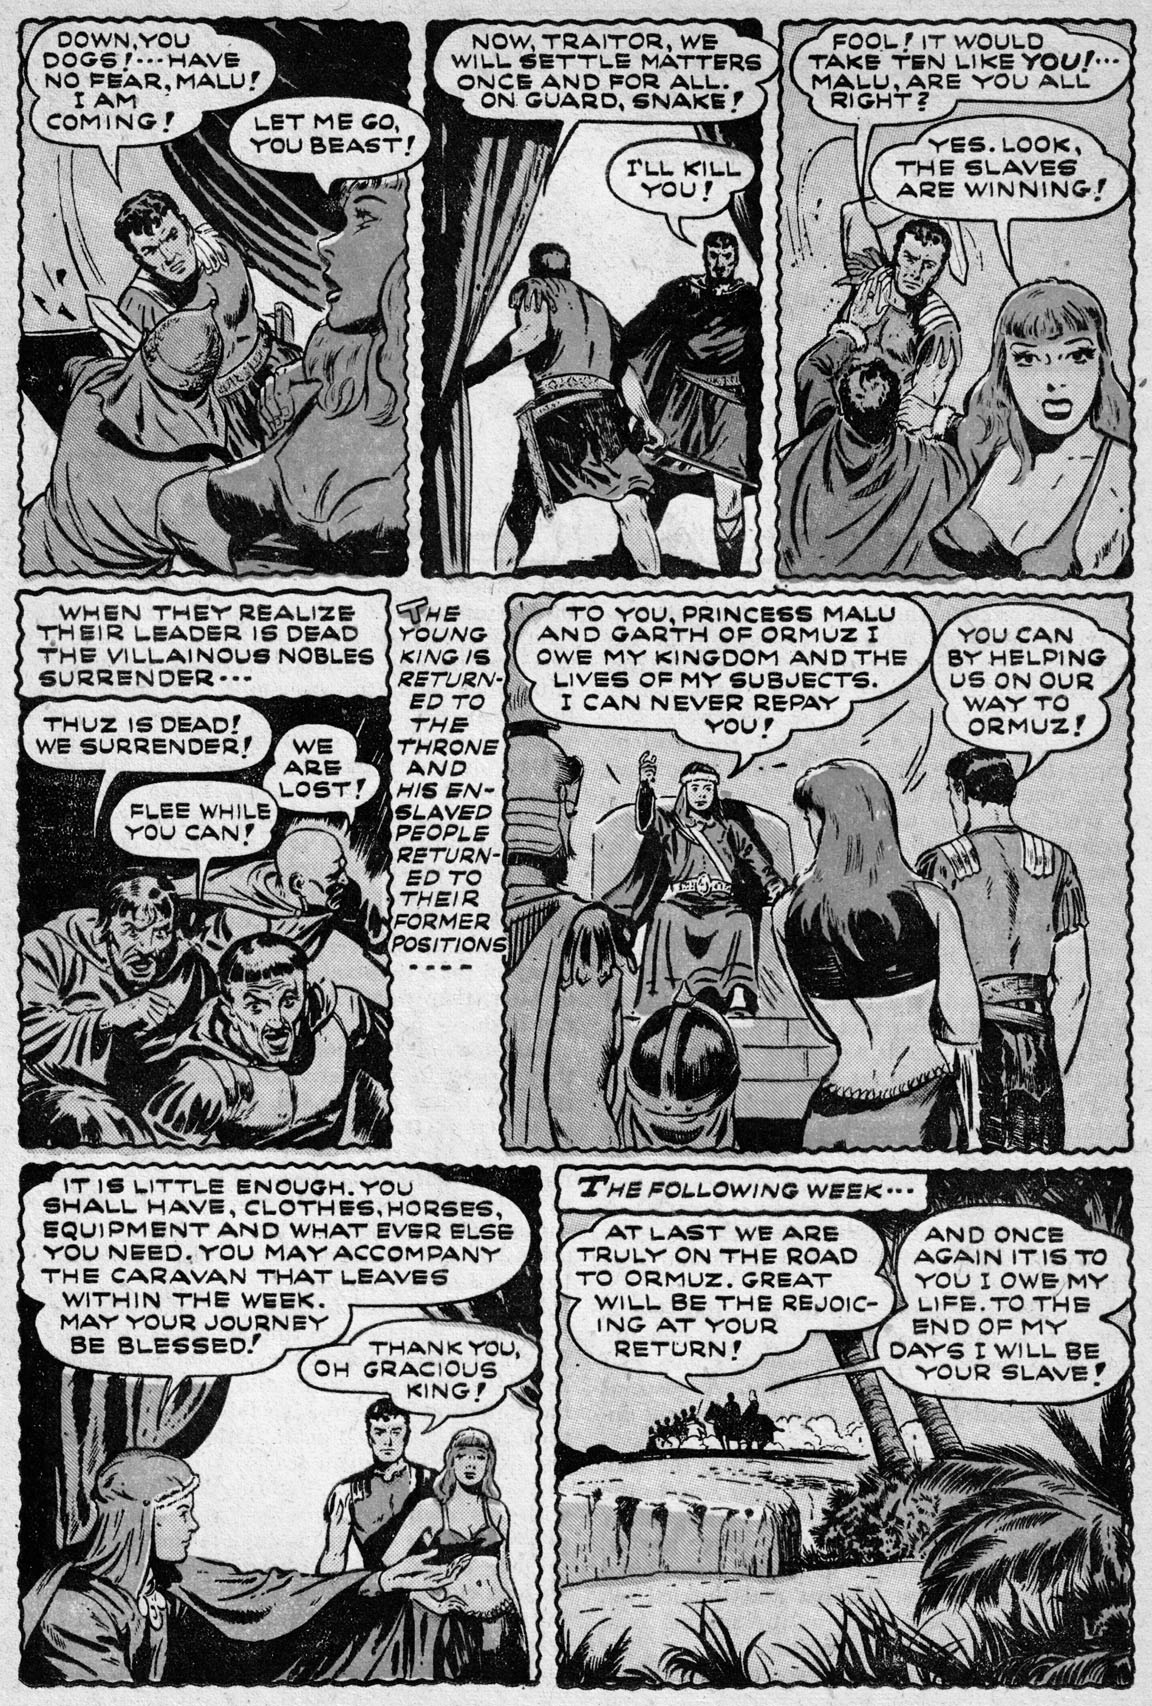 DOWN, YOU
DOGS!···HAVE
NO FEAR, MALU!
I AM
COMING!
LET ME GO,
YOU BEAST!
NOW, TRAITOR, WE
WILL SETTLE MATTERS
ONCE AND FOR ALL.
ON GUARD, SNAKE!
I'LL KILL
YOU!
FOOL! IT WOULD
TAKE TEN LIKE YOU!···
MALU, ARE YOU ALL
RIGHT?
YES. LOOK,
THE SLAVES
ARE WINNING!
WHEN THEY REALIZE
THEIR LEADER IS DEAD
THE VILLAINOUS NOBLES
SURRENDER···
THUZ IS DEAD!
WE SURRENDER!
WE
ARE
LOST!
FLEE WHILE
YOU CAN!
THE
YOUNG
KING IS
RETURN-
ED TO
THE
THRONE
AND
HIS EN-
SLAVED
PEOPLE
RETURN-
ED TO
THEIR
FORMER
POSITIONS
----
TO YOU, PRINCESS MALU
AND GARTH OF ORMUZ I
OWE MY KINGDOM AND THE
LIVES OF MY SUBJECTS.
I CAN NEVER REPAY
YOU!
YOU CAN
BY HELPING
US ON OUR
WAY TO
ORMUZ!
IT IS LITTLE ENOUGH. YOU
SHALL HAVE, CLOTHES, HORSES,
EQUIPMENT AND WHAT EVER ELSE
YOU NEED. YOU MAY ACCOMPANY
THE CARAVAN THAT LEAVES
WITHIN THE WEEK.
MAY YOUR JOURNEY
BE BLESSED!
THANK YOU,
OH GRACIOUS
KING!
THE FOLLOWING WEEK···
AT LAST WE ARE
TRULY ON THE ROAD
TO ORMUZ. GREAT
WILL BE THE REJOIC-
ING AT YOUR
RETURN!
AND ONCE
AGAIN IT IS TO
YOU I OWE MY
LIFE. TO THE
END OF MY
DAYS I WILL BE
YOUR SLAVE!